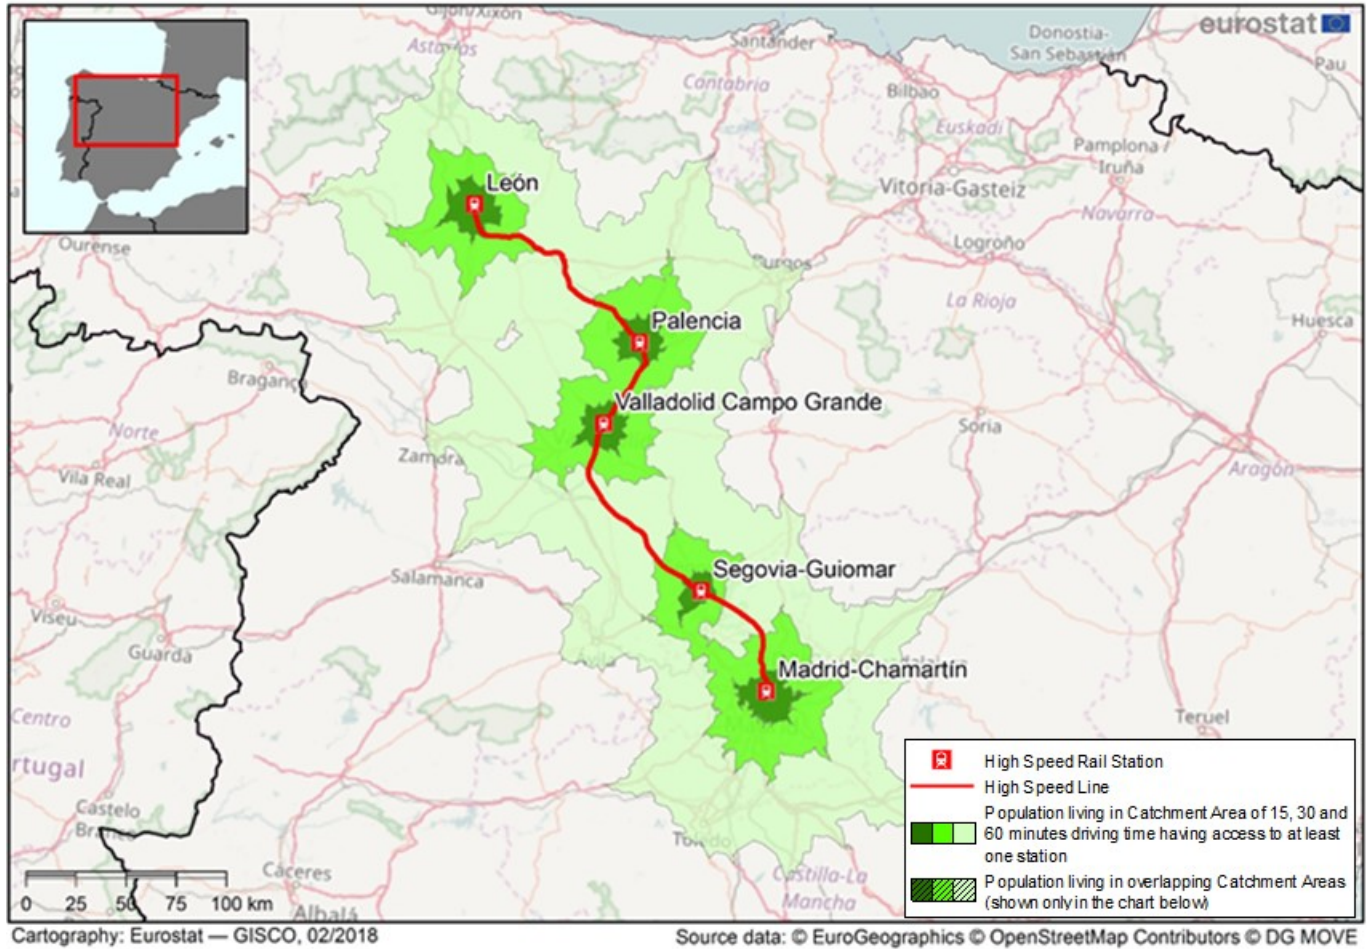 Gijón/Xixón
eurostat
Asturias
Santander
Donostia-
San Sebastián
Pau
Cantabria
Bilbao
Euskadi
Pamplona /
Iruña
León
Vitoria-Gasteiz
Navarra
Ourense
Logroño
Burgos
La Rioja
Palencia
Huesca
Bragança
Valladolid Campo Grande
Norte
Soria
Zamora
Aragón
Vila Real
Segovia-Guiomar
Salamanca
Viseu
Guarda
Ávila
Madrid-Chamartín
Centro
Teruel
rtugal
High Speed Rail Station
High Speed Line
Population living in Catchment Area of 15, 30 and
60 minutes driving time having access to at least
one station
Population living in overlapping Catchment Areas
(shown only in the chart below)
Castelo
Branco
Toledo
Castilla-La
Mancha
Cáceres
0 25 50 75 100 km
Albalá
Cartography: Eurostat — GISCO, 02/2018
Source data: © EuroGeographics © OpenStreetMap Contributors © DG MOVE